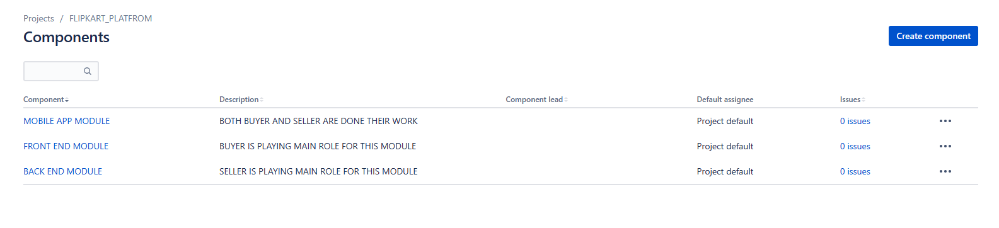 Projects / FLIPKART_PLATFROM
Components
Create component
Component Description Component lead Default assignee Issues
MOBILE APP MODULE BOTH BUYER AND SELLER ARE DONE THEIR WORK Project default 0 issues
FRONT END MODULE BUYER IS PLAYING MAIN ROLE FOR THIS MODULE Project default 0 issues
BACK END MODULE SELLER IS PLAYING MAIN ROLE FOR THIS MODULE Project default 0 issues